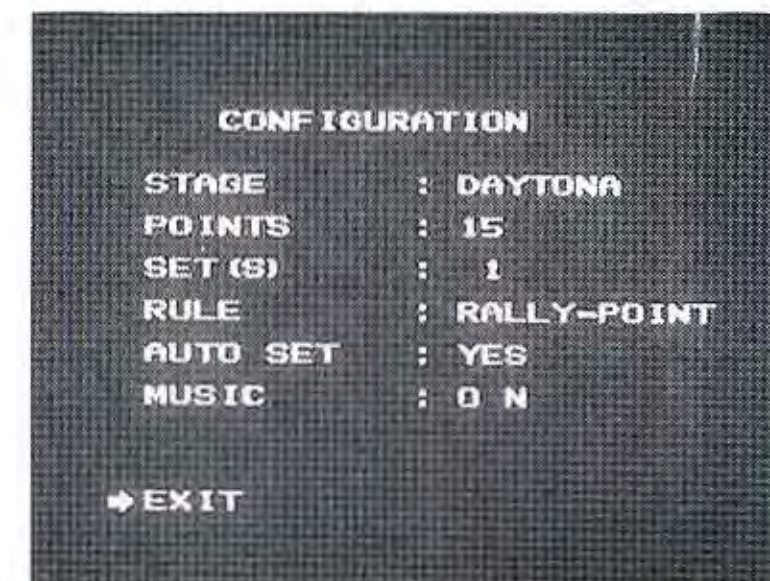 CONFIGURATION
STAGE : DAYTONA
POINTS : 15
SET(S) : 1
RULE : RALLY-POINT
AUTO SET : YES
MUSIC : O N
EXIT